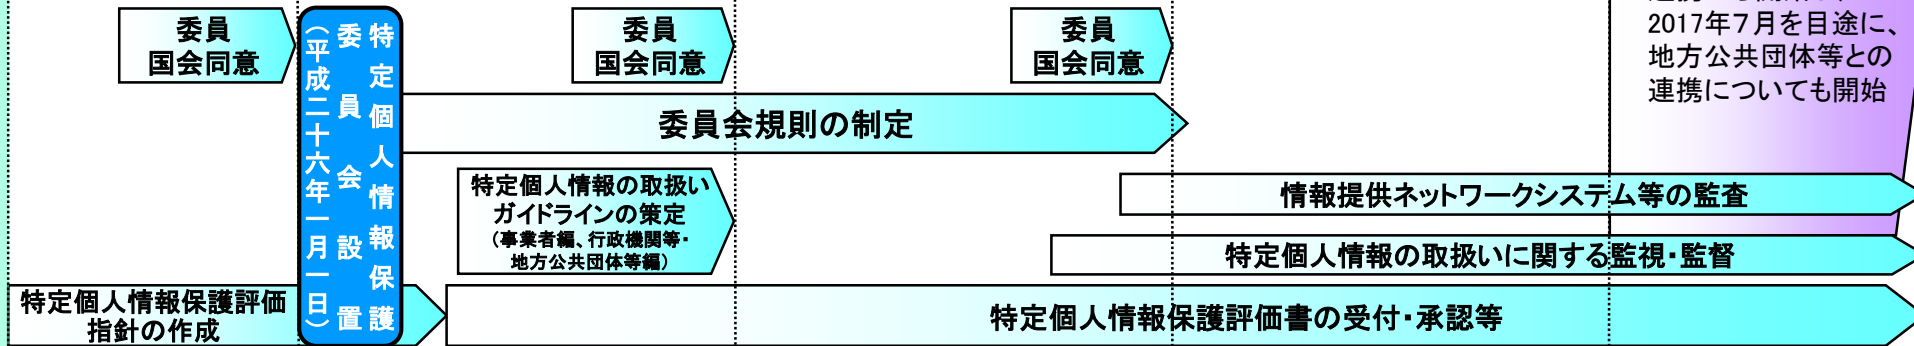 委員
国会同意
特定個人情報保護
委員会設置
（平成二十六年一月一日）
委員
国会同意
委員
国会同意
2017年７月を目途に、
地方公共団体等との
連携についても開始
委員会規則の制定
特定個人情報の取扱い
ガイドラインの策定
（事業者編、行政機関等・
地方公共団体等編）
情報提供ネットワークシステム等の監査
特定個人情報の取扱いに関する監視・監督
特定個人情報保護評価
指針の作成
特定個人情報保護評価書の受付・承認等